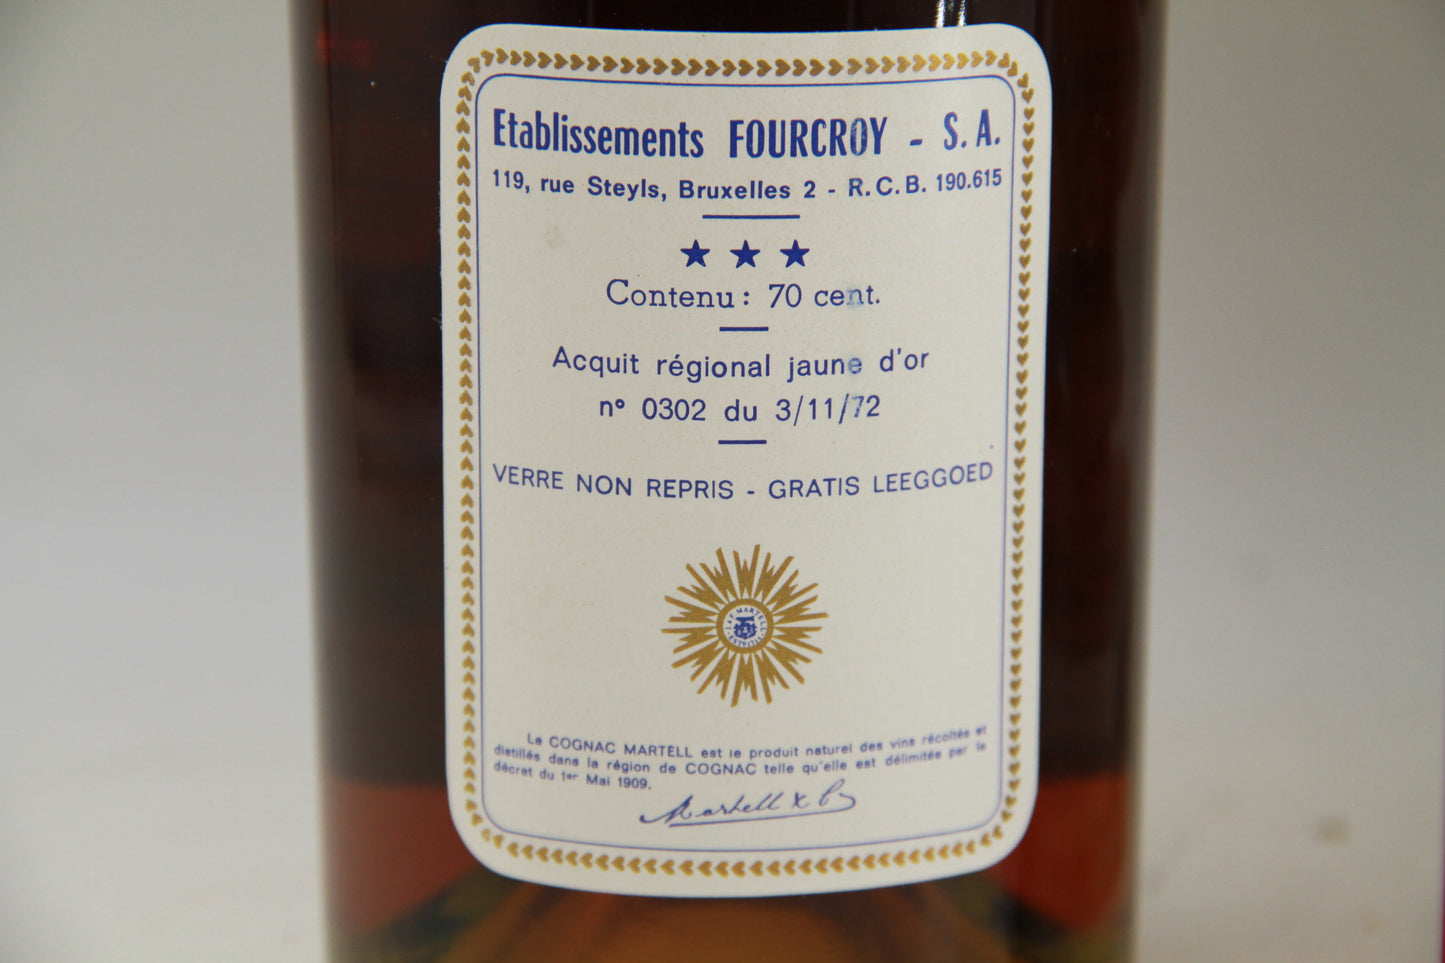 Etablissements FOURCROY - S.A.
119, rue Steyls, Bruxelles 2 - R.C.B. 190.615
★ ★ ★
Contenu : 70 cent.
Acquit régional jaune d'or
n° 0302 du 3/11/72
VERRE NON REPRIS - GRATIS LEEGGOED
J & F MARTELL
Le COGNAC MARTELL est le produit naturel des vins récoltés et
distillés dans la région de COGNAC telle qu'elle est délimitée par le
décret du 1er Mai 1909.
Martell & Co